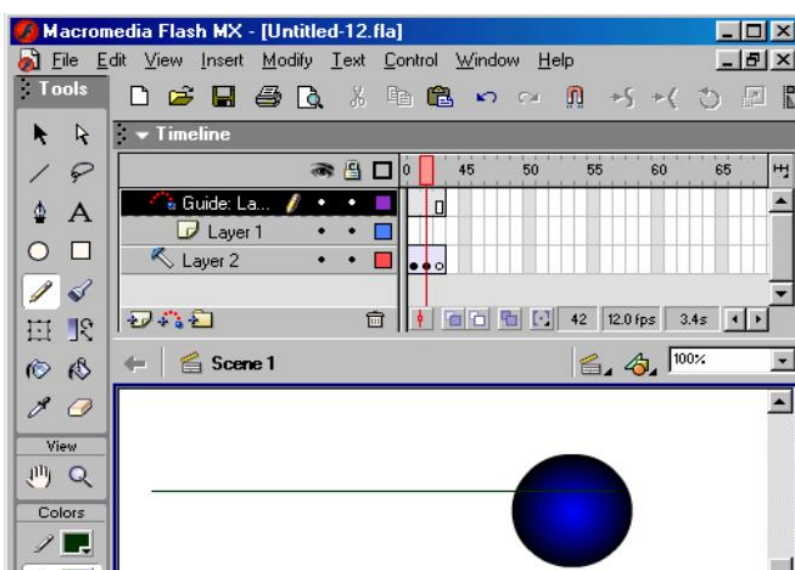 Macromedia Flash MX - [Untitled-12.fla]
File Edit View Insert Modify Text Control Window Help
Tools
Timeline
0 45 50 55 60 65
Guide: La...
Layer 1
Layer 2
42 12.0 fps 3.4s
Scene 1
100%
View
Colors